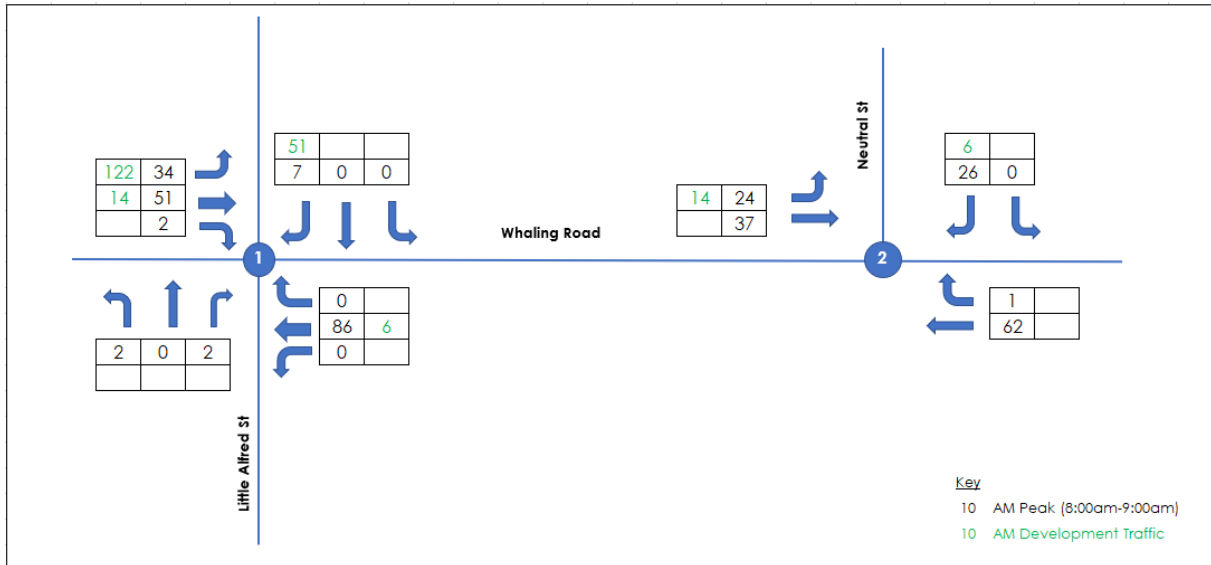 51
7 0 0
122 34
14 51
2
Neutral St
6
26 0
14 24
37
Whaling Road
1
2
0
86 6
0
1
62
2 0 2
Little Alfred St
Key
10 AM Peak (8:00am-9:00am)
10 AM Development Traffic